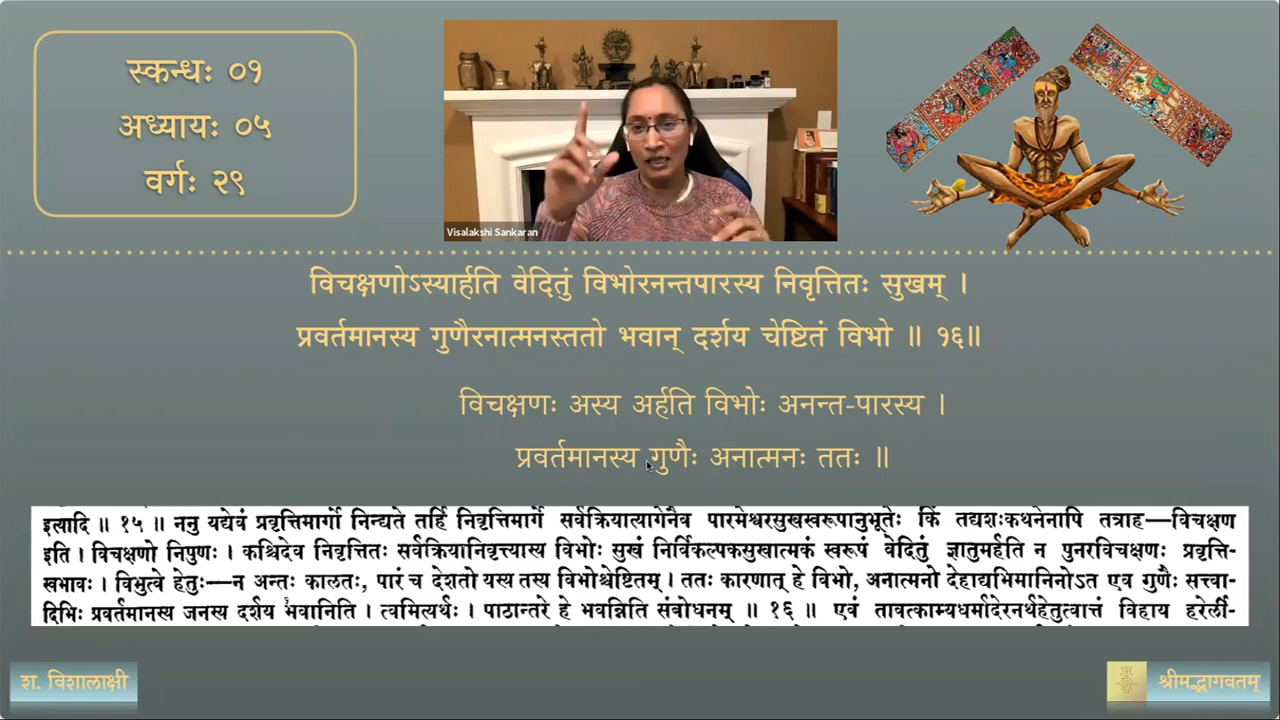 स्कन्धः ०१
अध्यायः ०५
वर्गः २९
Visalakshi Sankaran
विचक्षणोऽस्यार्हति वेदितुं विभोरनन्तपारस्य निवृत्तितः सुखम् ।
प्रवर्तमानस्य गुणैरनात्मनस्ततो भवान् दर्शय चेष्टितं विभो ॥ १६॥
विचक्षणः अस्य अर्हति विभोः अनन्त-पारस्य ।
प्रवर्तमानस्य गुणैः अनात्मनः ततः ॥
इत्यादि ॥ १५ ॥ ननु यद्येवं प्रवृत्तिमार्गो निन्द्यते तर्हि निवृत्तिमार्गे सर्वक्रियात्यागेनैव पारमेश्वरसुखस्वरूपानुभूतेः किं तद्यशःकथनेनापि तत्राह—विचक्षण
इति । विचक्षणो निपुणः । कश्चिदेव निवृत्तितः सर्वक्रियानिवृत्त्यास्य विभोः सुखं निर्विकल्पकसुखात्मकं स्वरूपं वेदितुं ज्ञातुमर्हति न पुनरविचक्षणः प्रवृत्ति-
स्वभावः । विभुत्वे हेतुः—न अन्तः कालतः, पारं च देशतो यस्य तस्य विभोश्चेष्टितम् । ततः कारणात् हे विभो, अनात्मनो देहाद्यभिमानिनोऽत एव गुणैः सत्त्वा-
दिभिः प्रवर्तमानस्य जनस्य दर्शय भवानिति । त्वमित्यर्थः । पाठान्तरे हे भवन्निति संबोधनम् ॥ १६ ॥ एवं तावत्काम्यधर्मादेरनर्थहेतुत्वात्तं विहाय हरेर्ली-
श. विशालाक्षी
श्रीमद्भागवतम्